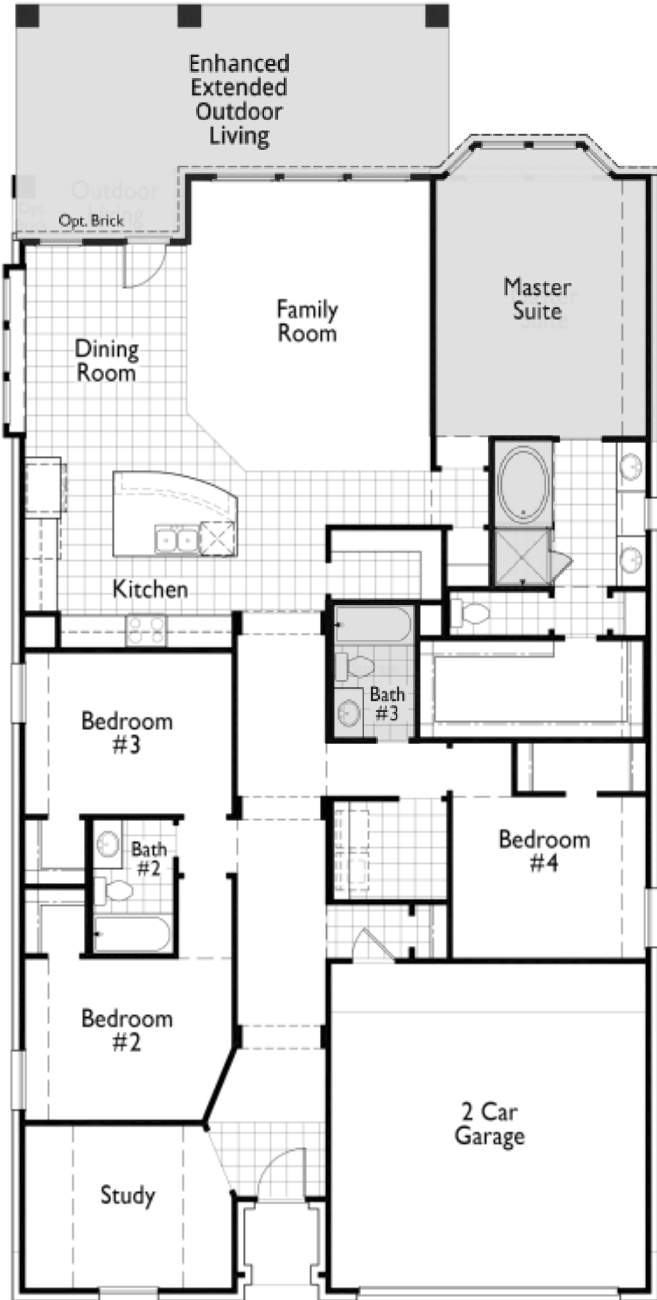 Enhanced
Extended
Outdoor
Living
Outdoor
Opt. Brick
Master
Suite
Family
Room
Dining
Room
Kitchen
Bath
#3
Bedroom
#3
Bath
#2
Bedroom
#4
Bedroom
#2
2 Car
Garage
Study